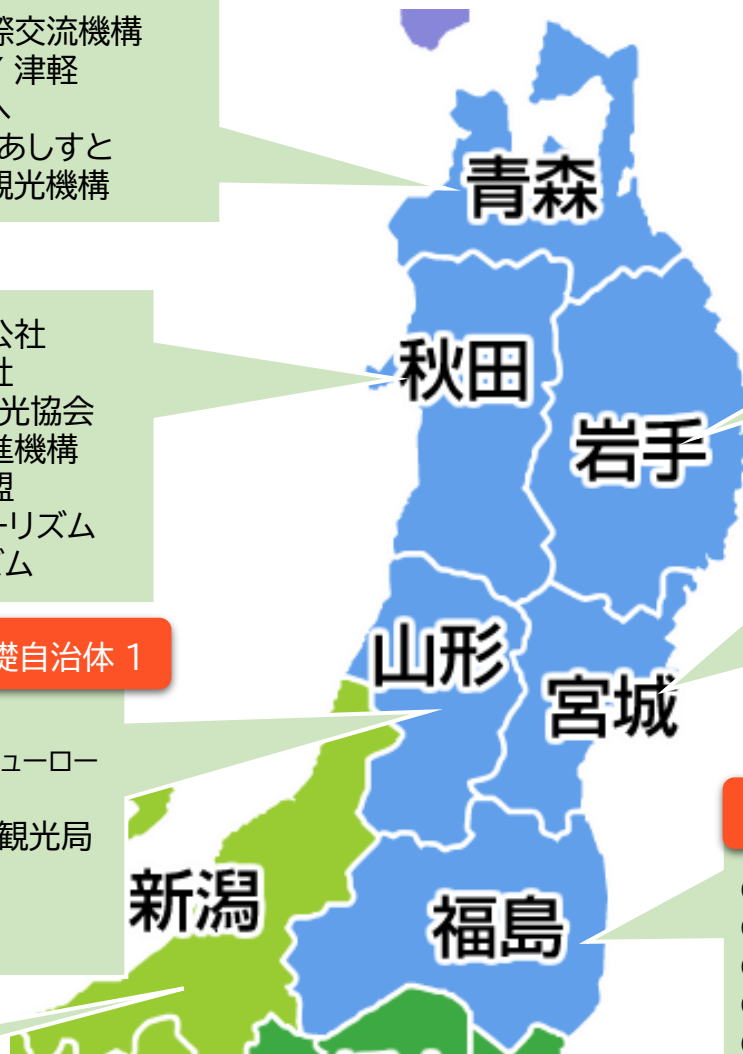 際交流機構
津軽
へ
あしすと
観光機構
青森
公社
社
光協会
進機構
盟
ーリズム
ズム
秋田
岩手
礎自治体 1
山形
宮城
ューロー
観光局
新潟
福島